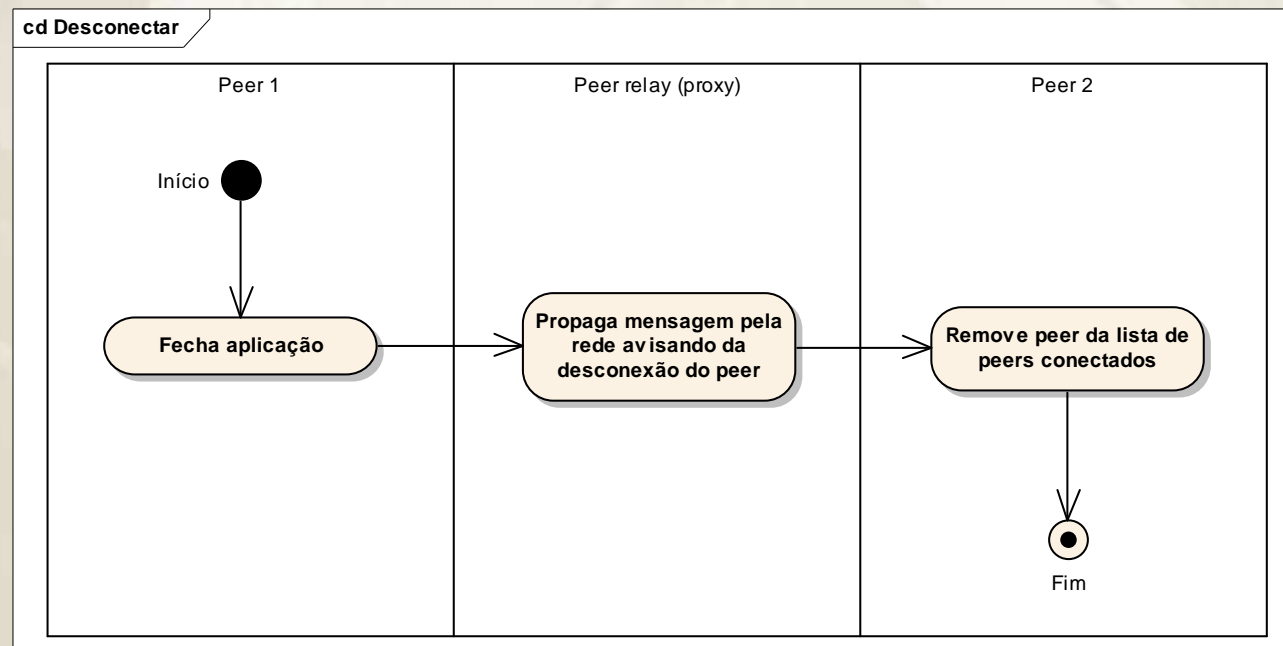 cd Desconectar
Peer 1
Peer relay (proxy)
Peer 2
Início
Fecha aplicação
Propaga mensagem pela
rede avisando da
desconexão do peer
Remove peer da lista de
peers conectados
Fim